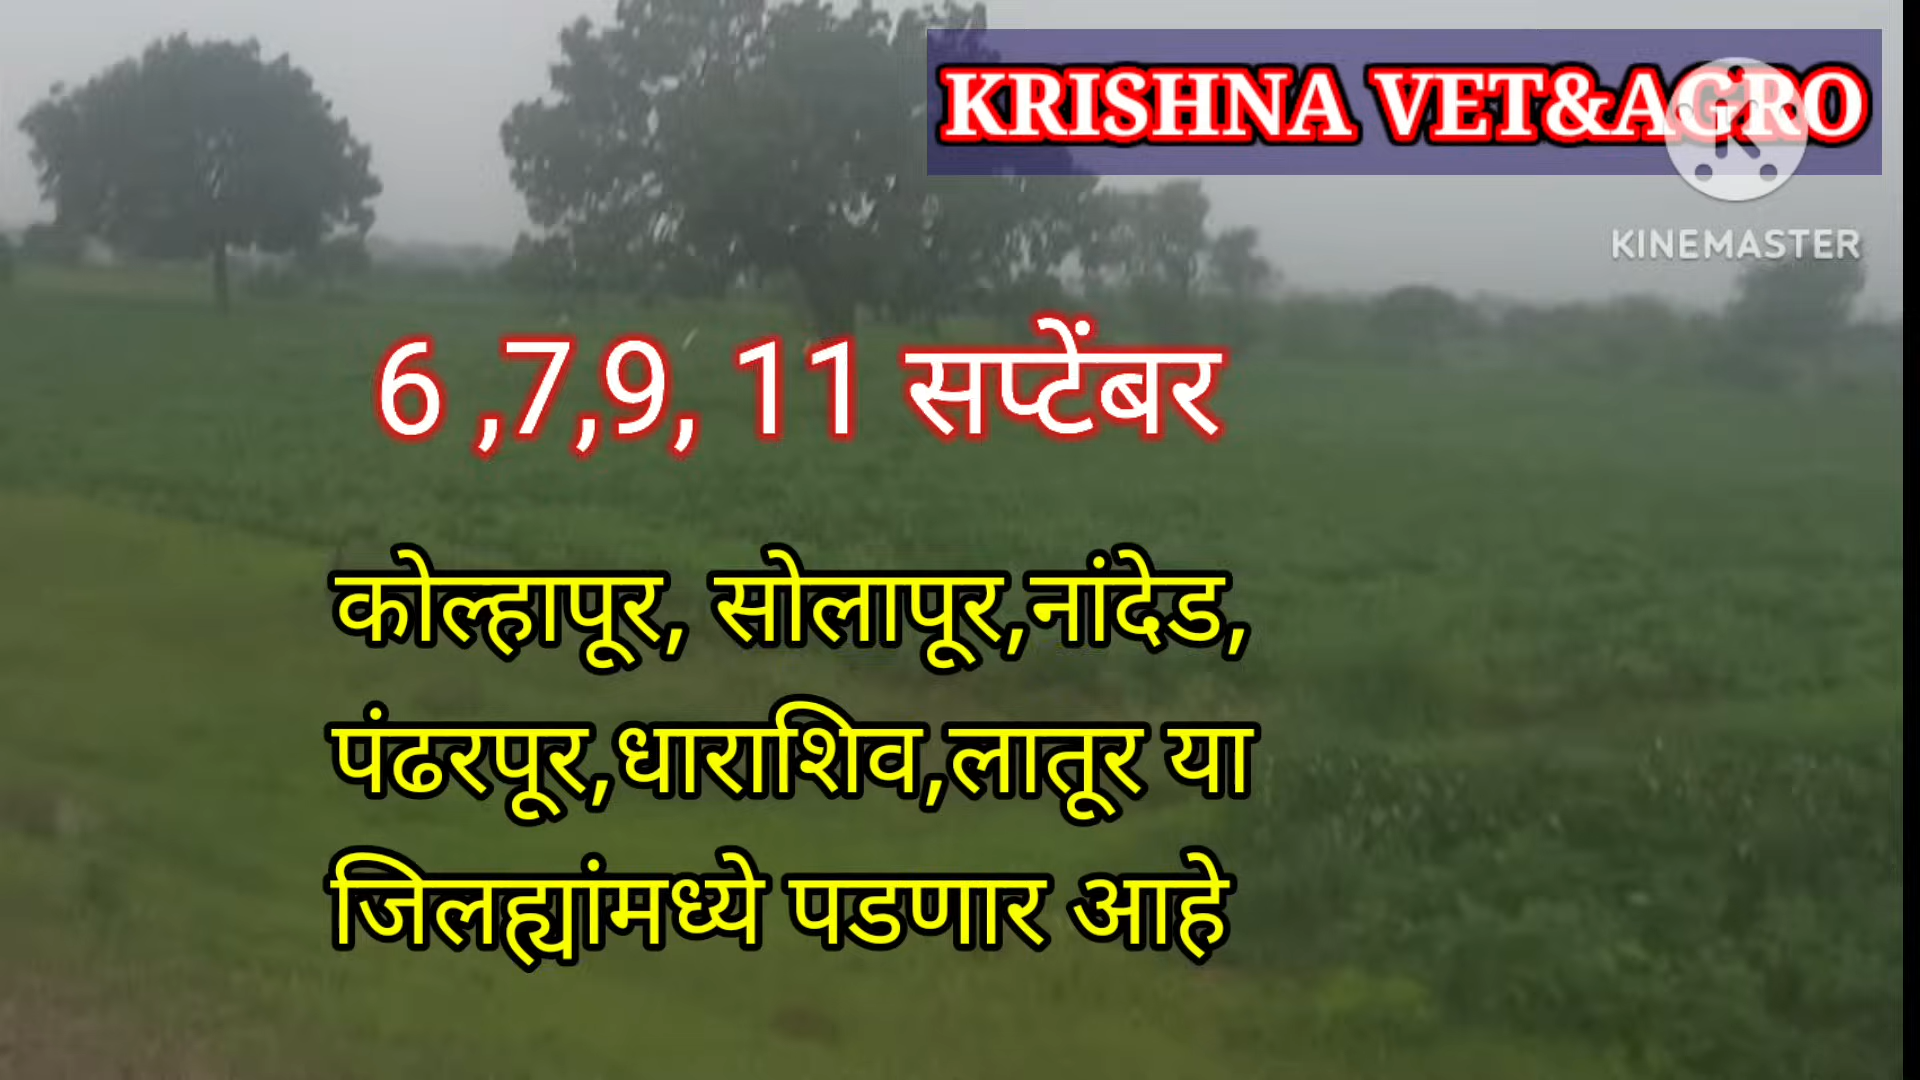 KRISHNA VET&AGRO
KINEMASTER
6 ,7,9, 11 सप्टेंबर
कोल्हापूर, सोलापूर,नांदेड,
पंढरपूर,धाराशिव,लातूर या
जिलह्यांमध्ये पडणार आहे